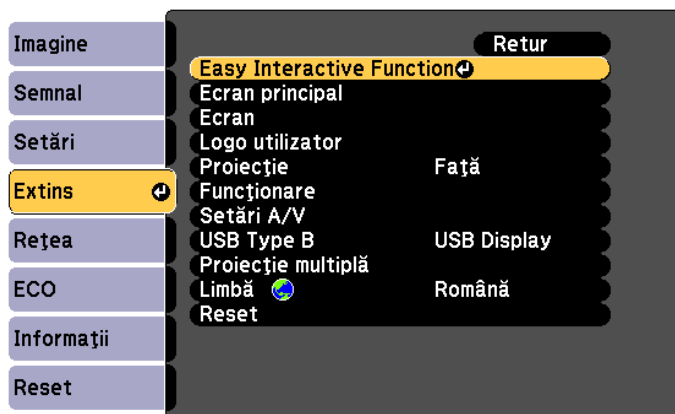 Imagine
Semnal
Setări
Extins
Reţea
ECO
Informaţii
Reset
Retur
Easy Interactive Function
Ecran principal
Ecran
Logo utilizator
Proiecţie Faţă
Funcţionare
Setări A/V
USB Type B USB Display
Proiecţie multiplă
Limbă Română
Reset